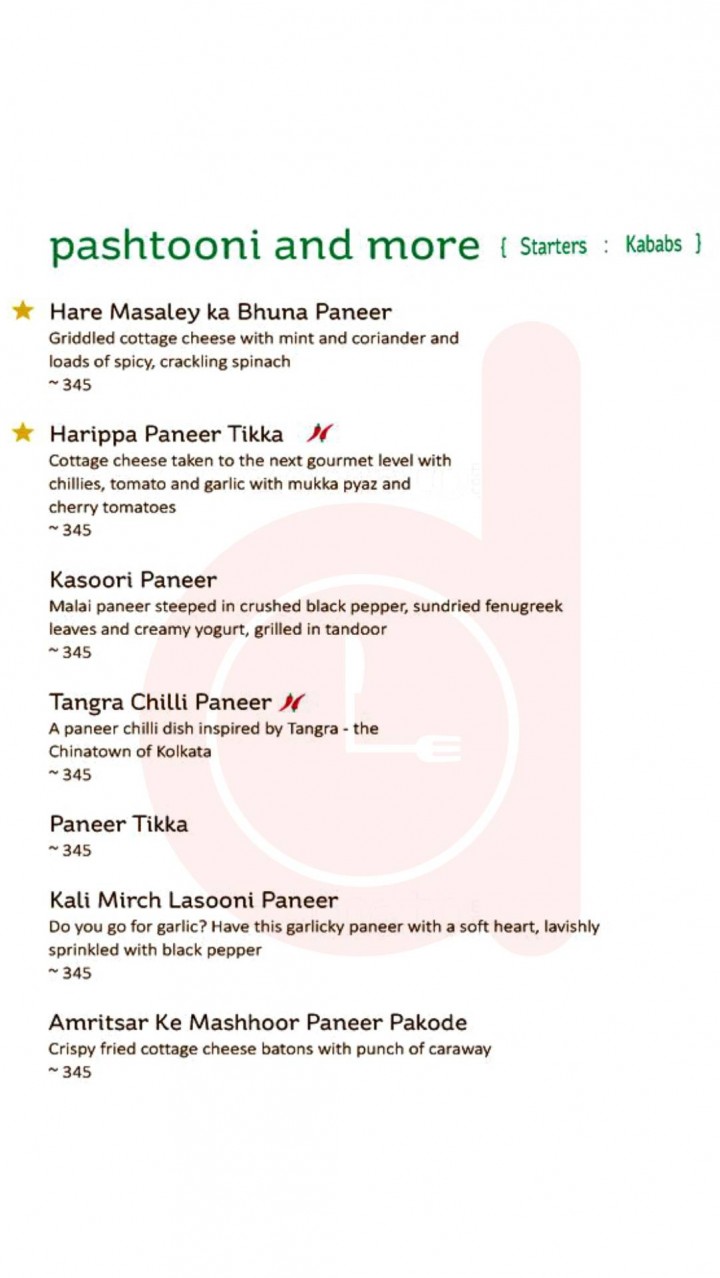 pashtooni and more { Starters : Kababs }
Hare Masaley ka Bhuna Paneer
Griddled cottage cheese with mint and coriander and
loads of spicy, crackling spinach
~ 345
Harippa Paneer Tikka
Cottage cheese taken to the next gourmet level with
chillies, tomato and garlic with mukka pyaz and
cherry tomatoes
~ 345
Kasoori Paneer
Malai paneer steeped in crushed black pepper, sundried fenugreek
leaves and creamy yogurt, grilled in tandoor
~ 345
Tangra Chilli Paneer
A paneer chilli dish inspired by Tangra - the
Chinatown of Kolkata
~ 345
Paneer Tikka
~ 345
Kali Mirch Lasooni Paneer
Do you go for garlic? Have this garlicky paneer with a soft heart, lavishly
sprinkled with black pepper
~ 345
Amritsar Ke Mashhoor Paneer Pakode
Crispy fried cottage cheese batons with punch of caraway
~ 345